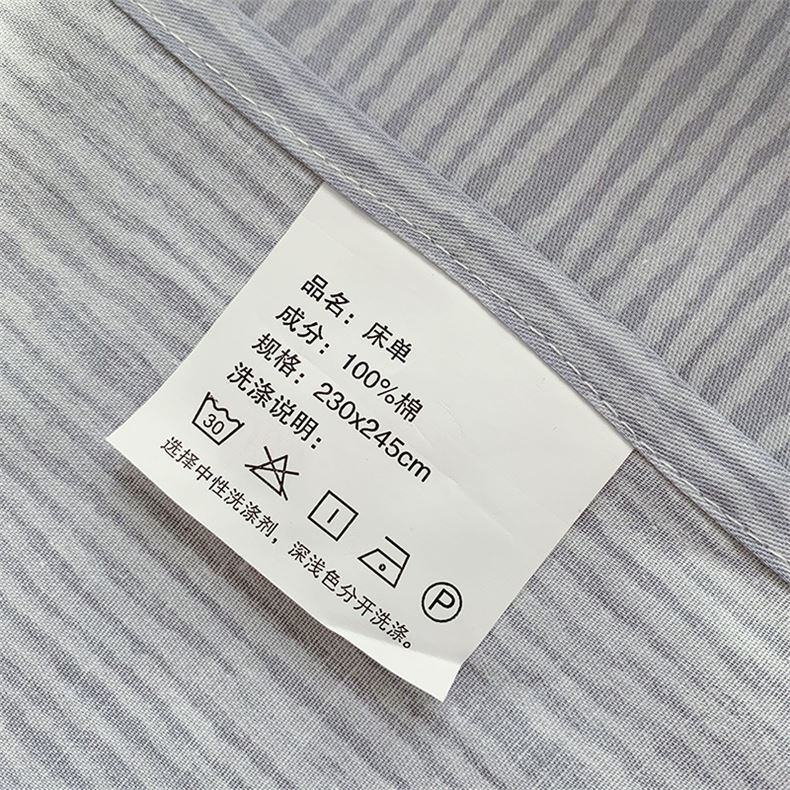 品名：床单
成分：100%棉
规格：230x245cm
洗涤说明：
30
P
选择中性洗涤剂，深浅色分开洗涤。